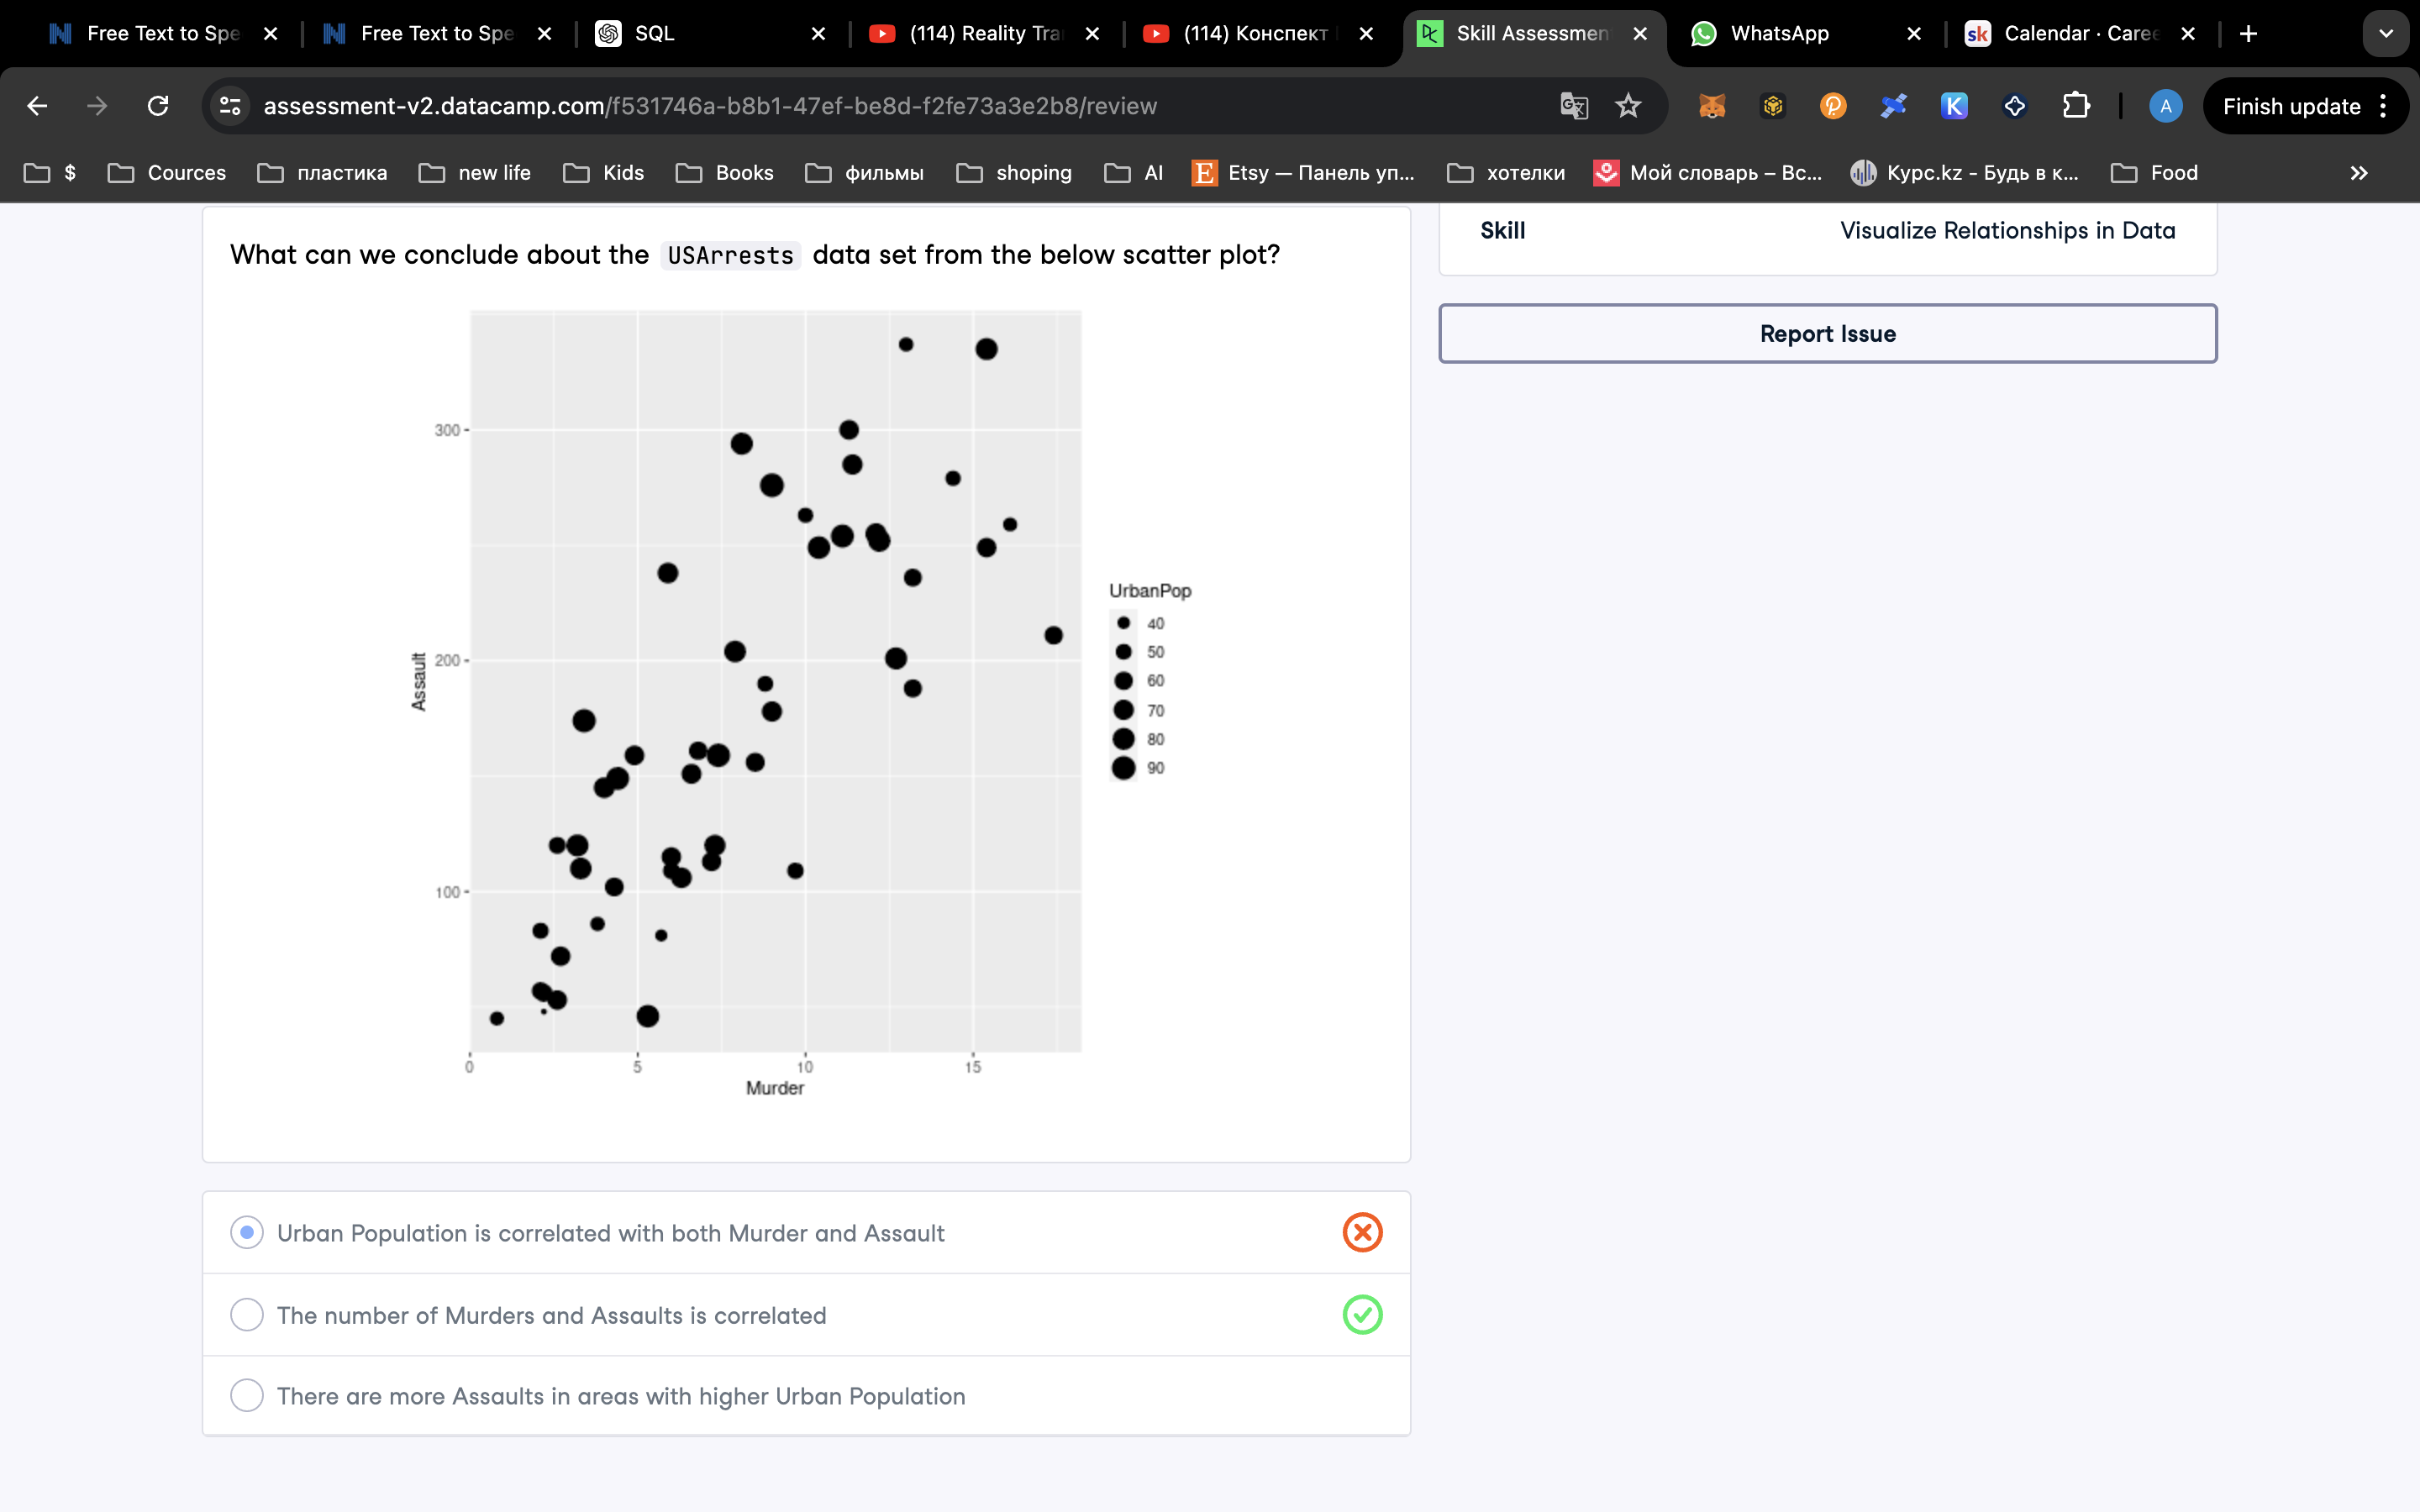 Free Text to Spe
Free Text to Spe
SQL
(114) Reality Tra
(114) Конспект
Skill Assessmen
WhatsApp
Calendar · Caree
assessment-v2.datacamp.com/f531746a-b8b1-47ef-be8d-f2fe73a3e2b8/review
A
Finish update
$
Cources
пластика
new life
Kids
Books
фильмы
shoping
AI
Etsy — Панель уп...
хотелки
Мой словарь – Вс...
Курс.kz - Будь в к...
Food
What can we conclude about the USArrests data set from the below scatter plot?
Skill Visualize Relationships in Data
Report Issue
300
200
100
Assault
0 5 10 15
Murder
UrbanPop
40
50
60
70
80
90
Urban Population is correlated with both Murder and Assault
The number of Murders and Assaults is correlated
There are more Assaults in areas with higher Urban Population